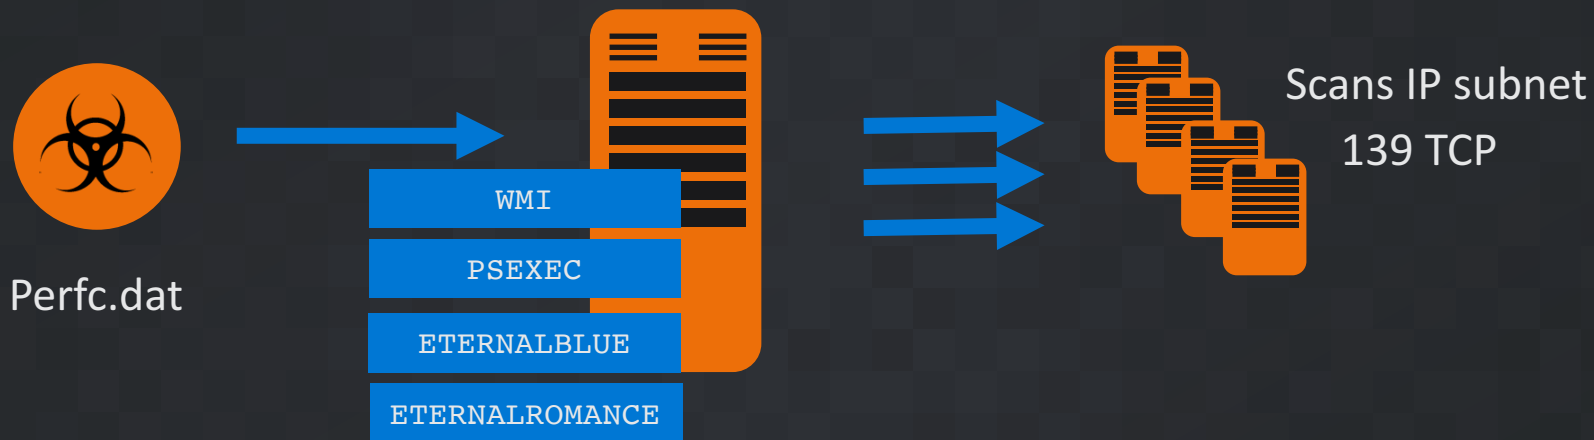 Perfc.dat
WMI
PSEXEC
ETERNALBLUE
ETERNALROMANCE
Scans IP subnet
139 TCP